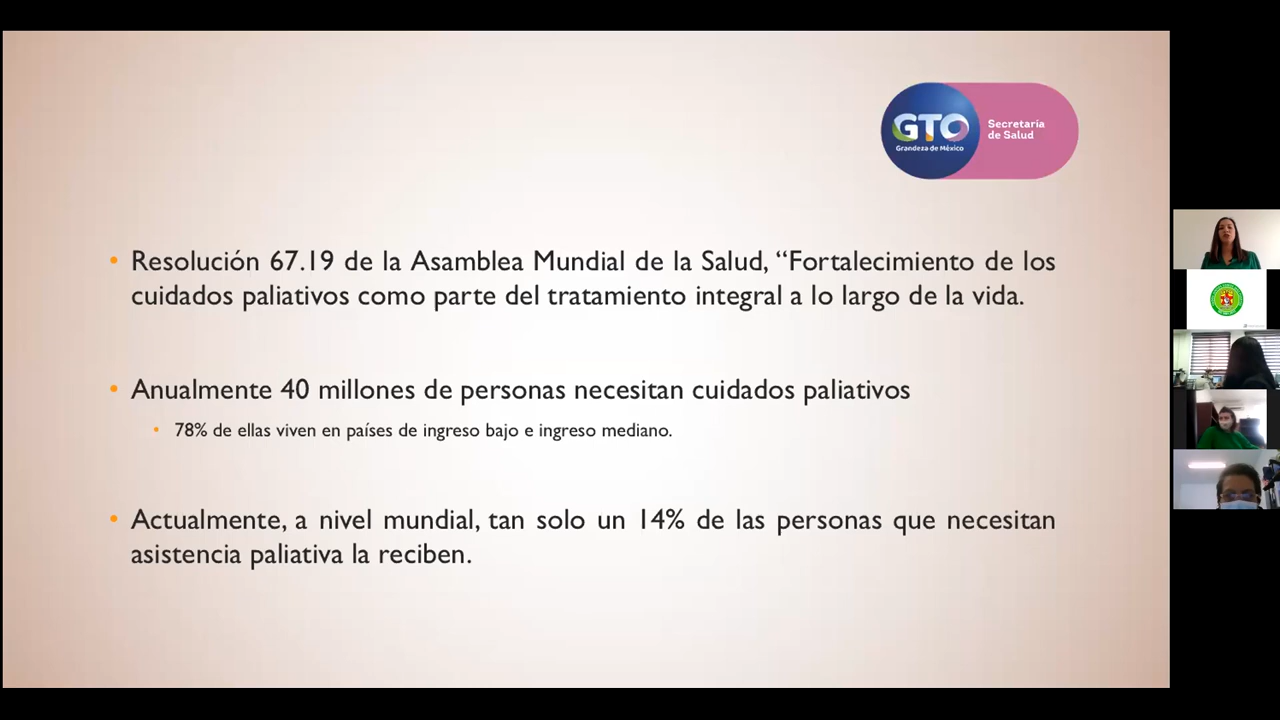 GTO
Grandeza de México
Secretaría
de Salud
• Resolución 67.19 de la Asamblea Mundial de la Salud, “Fortalecimiento de los
cuidados paliativos como parte del tratamiento integral a lo largo de la vida.
• Anualmente 40 millones de personas necesitan cuidados paliativos
• 78% de ellas viven en países de ingreso bajo e ingreso mediano.
• Actualmente, a nivel mundial, tan solo un 14% de las personas que necesitan
asistencia paliativa la reciben.